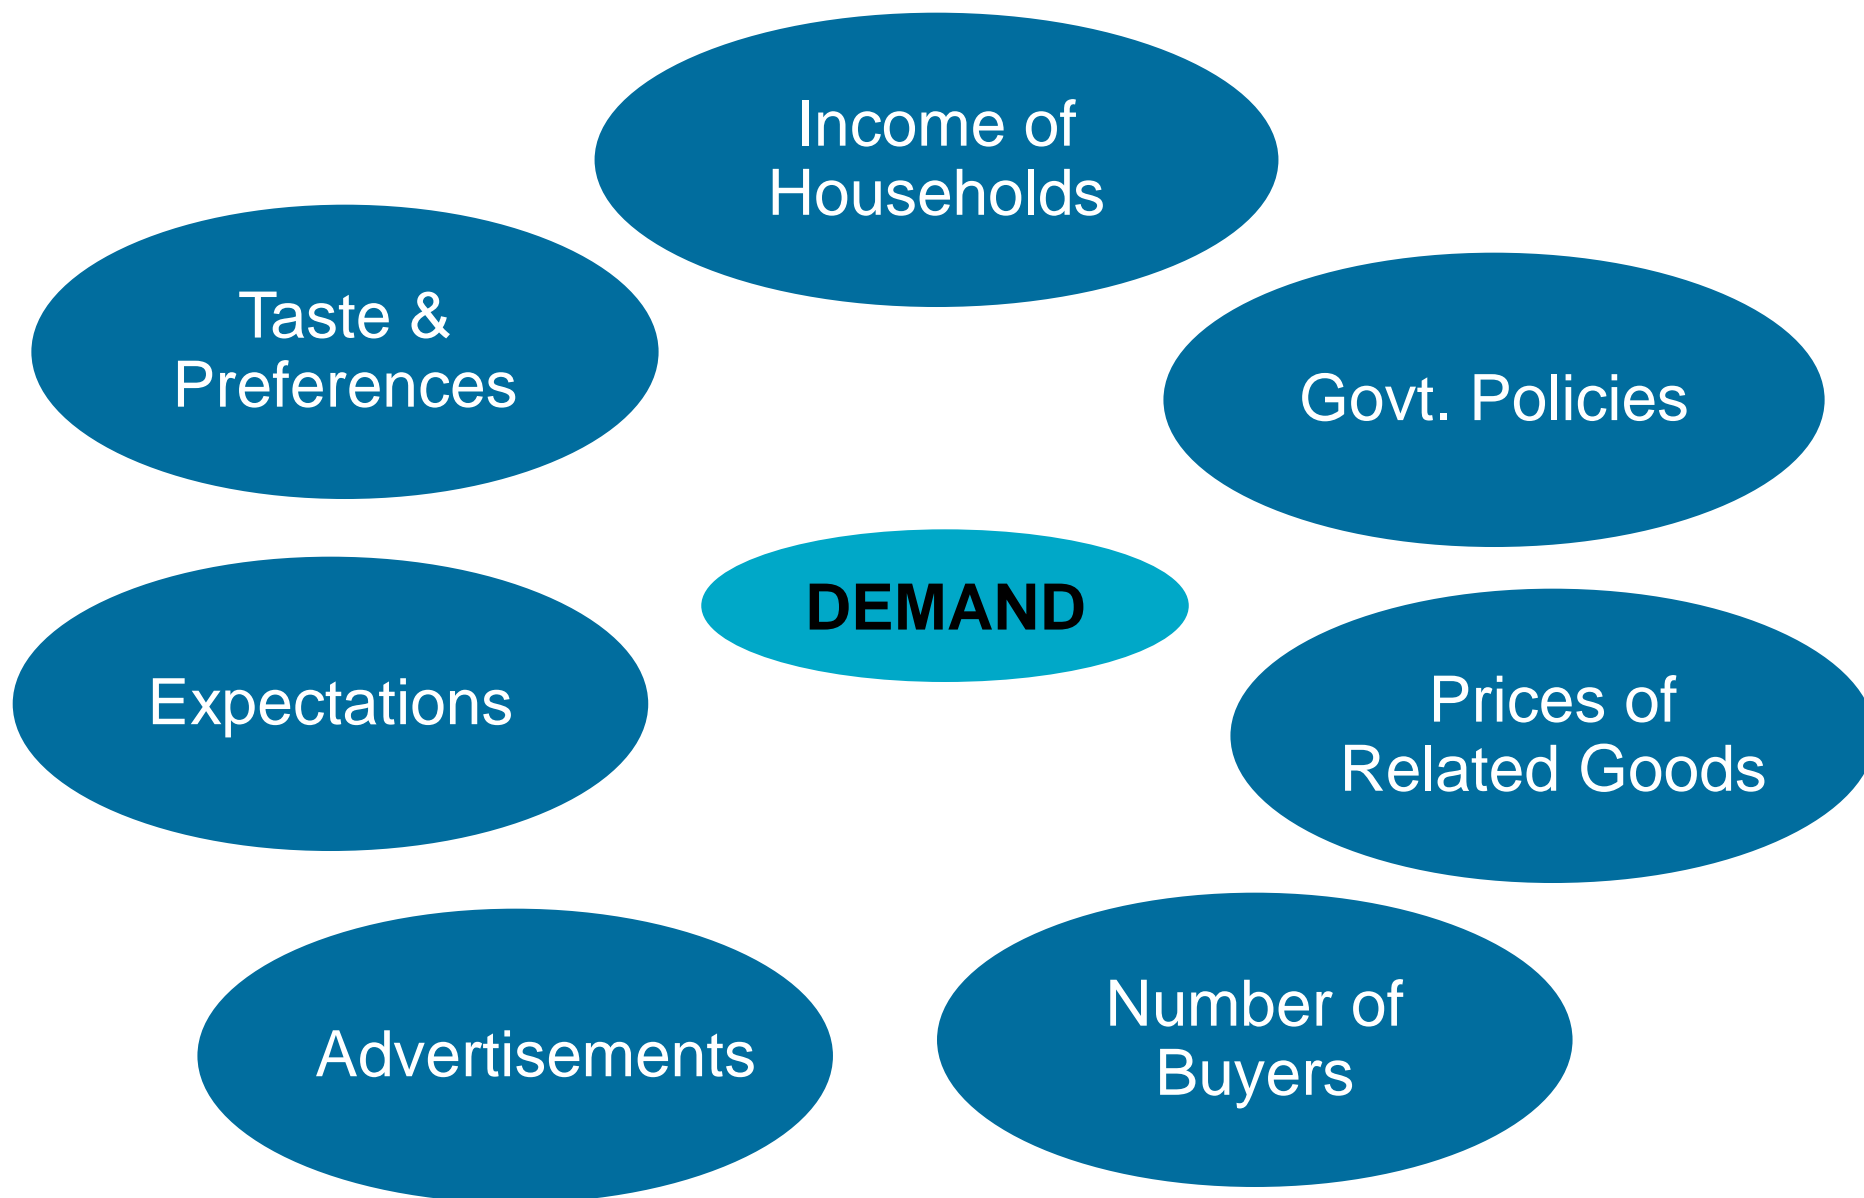 Income of
Households
Taste &
Preferences
Govt. Policies
DEMAND
Expectations
Prices of
Related Goods
Advertisements
Number of
Buyers